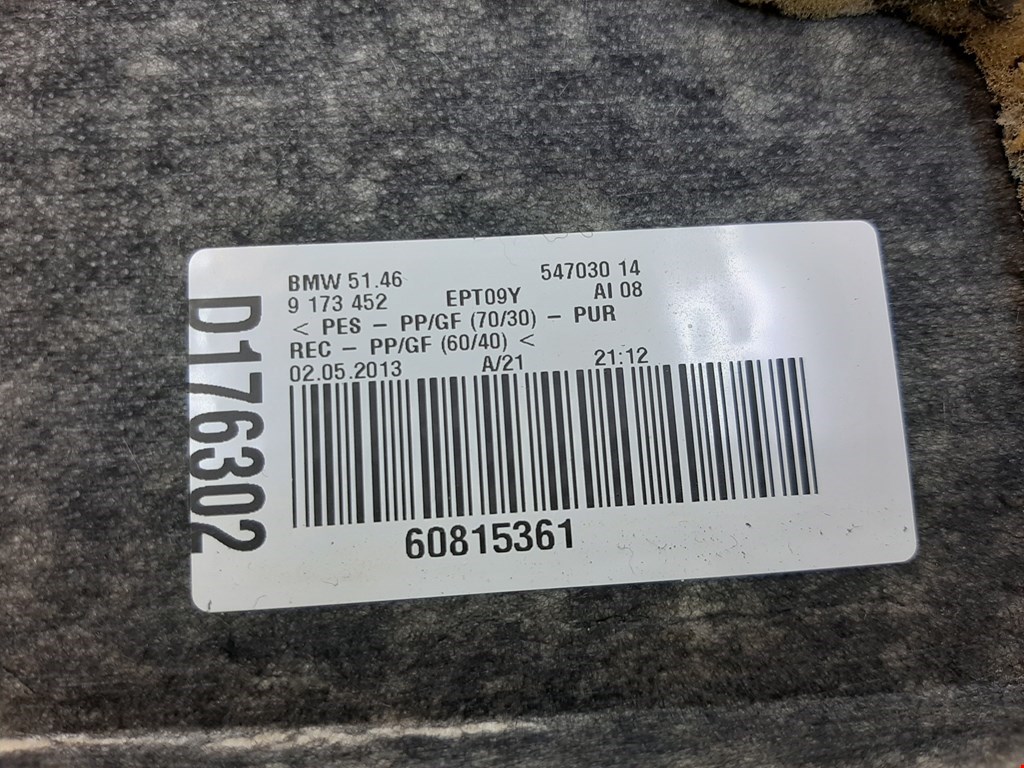 BMW 51.46 547030 14
9 173 452 EPT09Y AI 08
< PES – PP/GF (70/30) – PUR
REC – PP/GF (60/40) <
02.05.2013 A/21 21:12
60815361
D176302